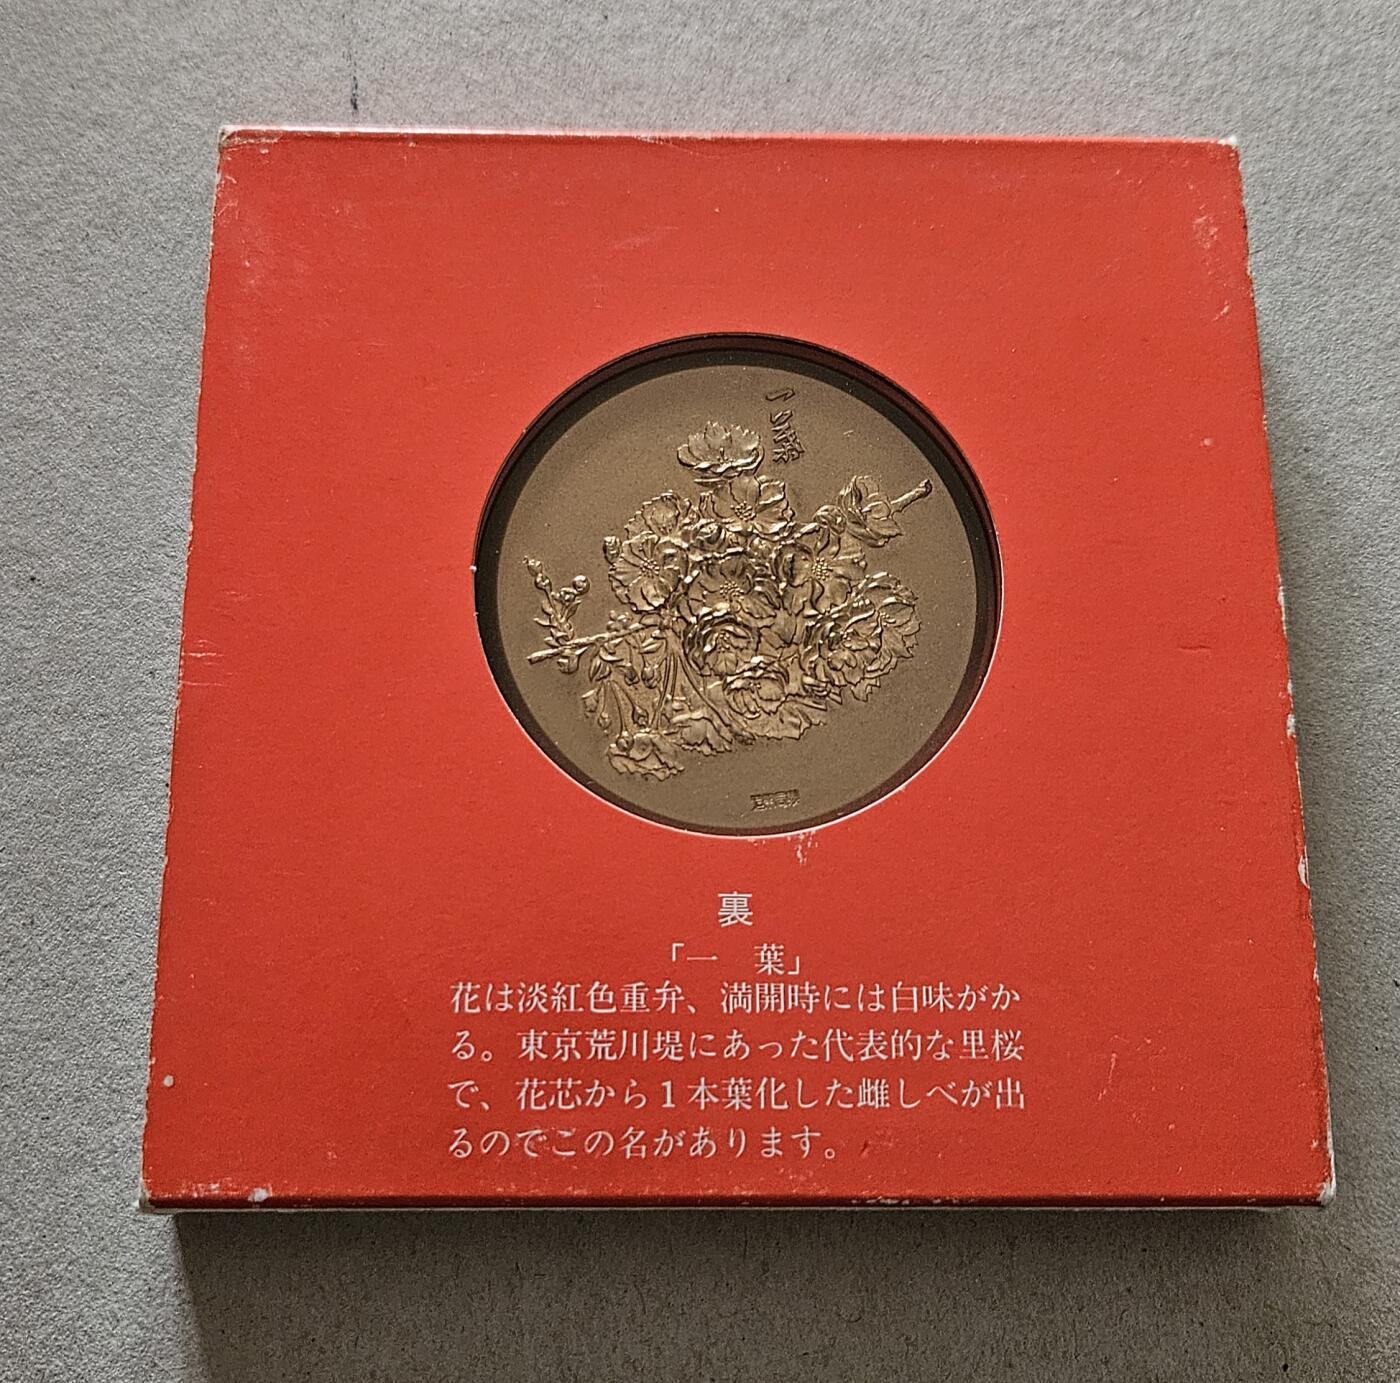 裏
「一　葉」
花は淡紅色重弁、満開時には白味がか
る。東京荒川堤にあった代表的な里桜
で、花芯から1本葉化した雌しべが出
るのでこの名があります。